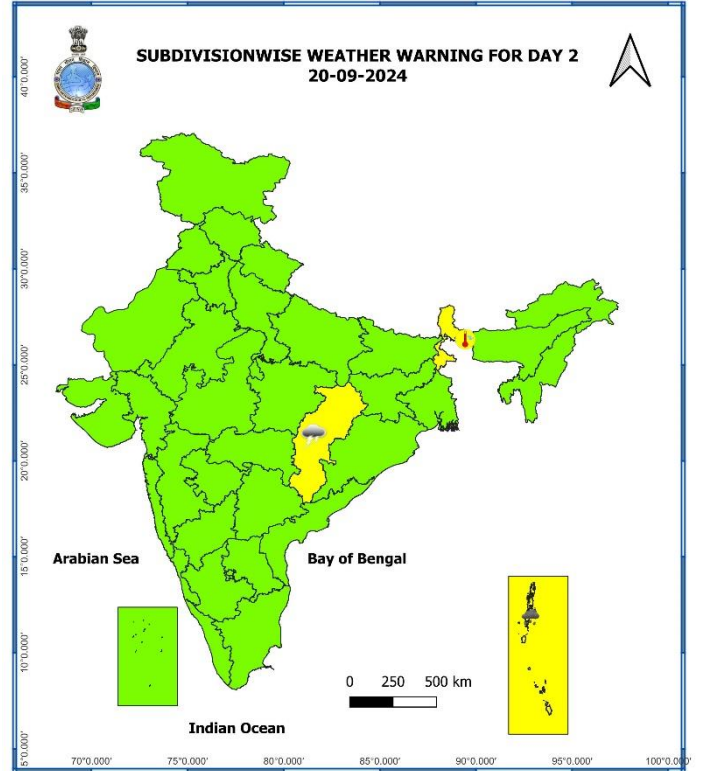 SUBDIVISIONWISE WEATHER WARNING FOR DAY 2
20-09-2024
40°0.000'
35°0.000'
30°0.000'
25°0.000'
20°0.000'
15°0.000'
10°0.000'
5°0.000'
Arabian Sea
Bay of Bengal
0 250 500 km
Indian Ocean
70°0.000' 75°0.000' 80°0.000' 85°0.000' 90°0.000' 95°0.000' 100°0.000'